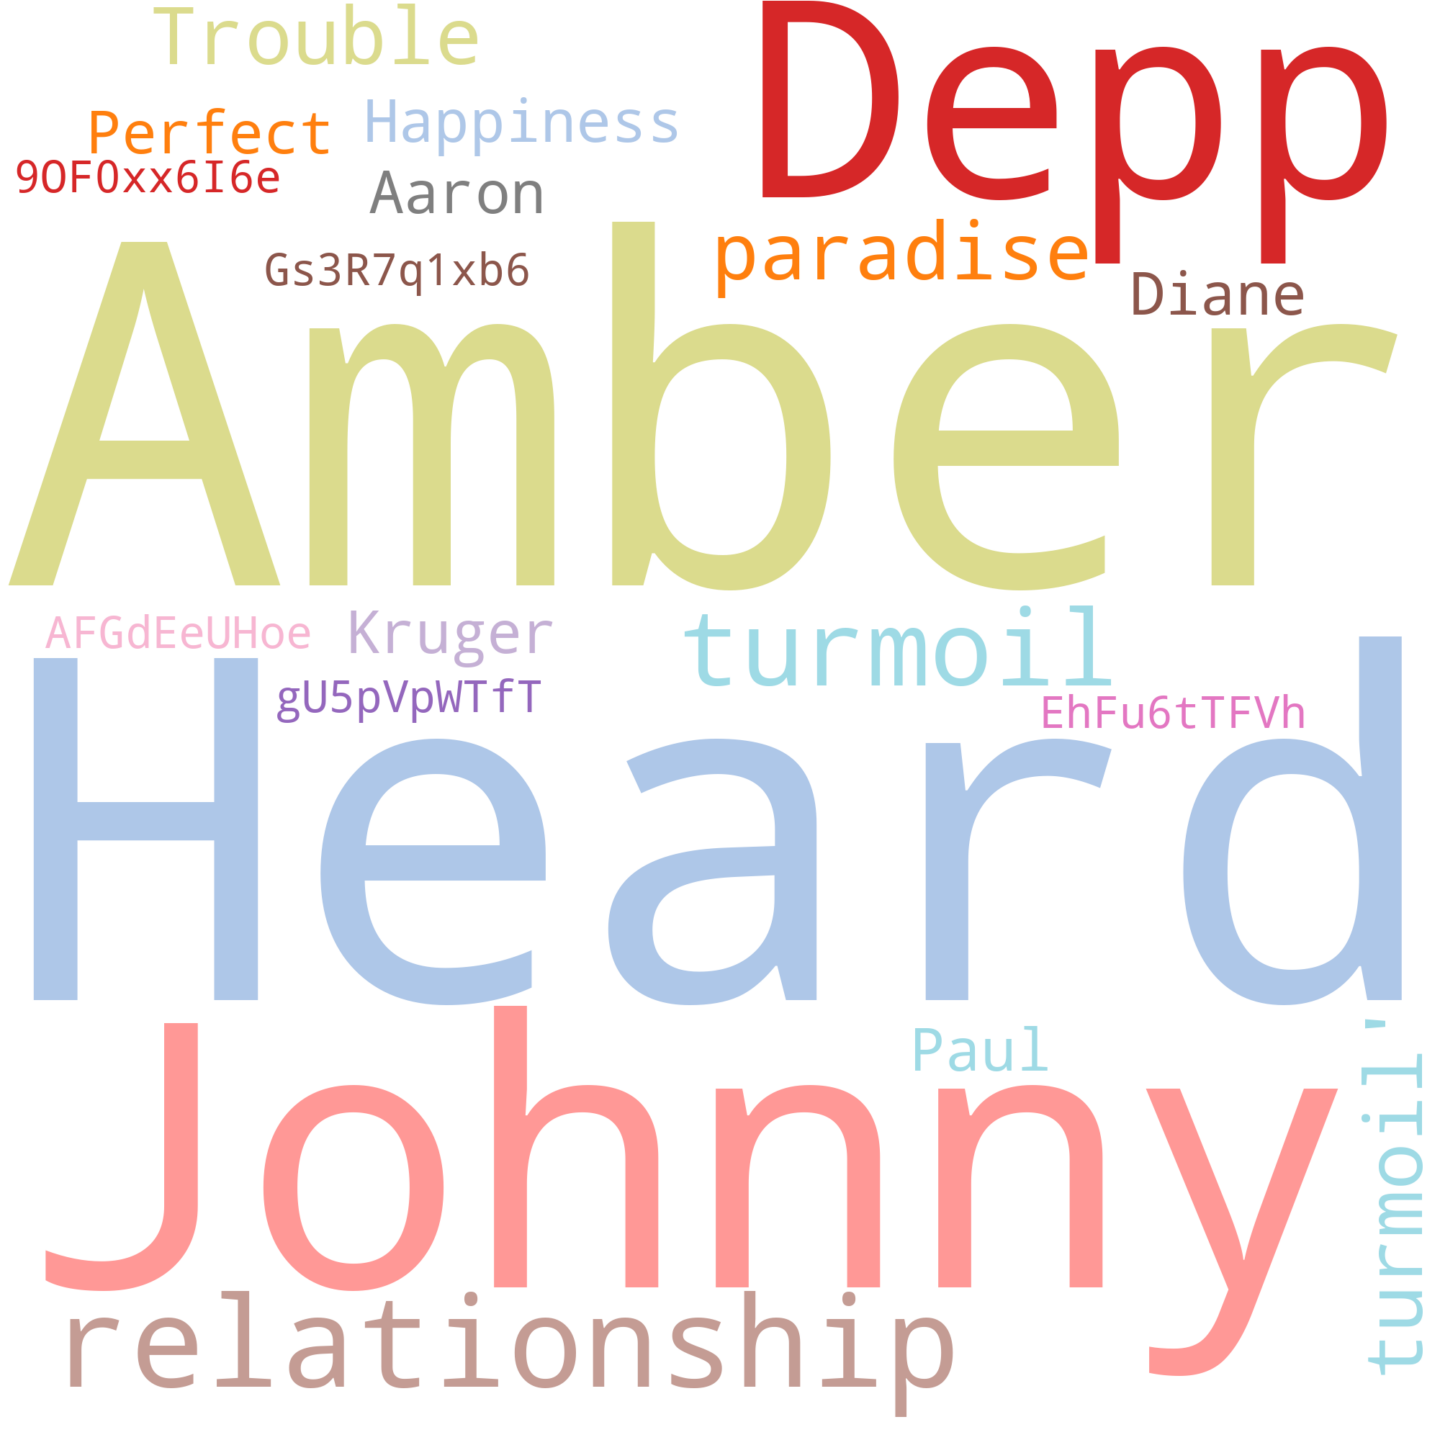 Trouble
Depp
Perfect
Happiness
9OFOxx6I6e
Aaron
paradise
Gs3R7q1xb6
Diane
Amber
AFGdEeUHoe
Kruger
turmoil
gU5pVpWTfT
EhFu6tTFVh
Heard
Johnny
Paul
turmoil'
relationship